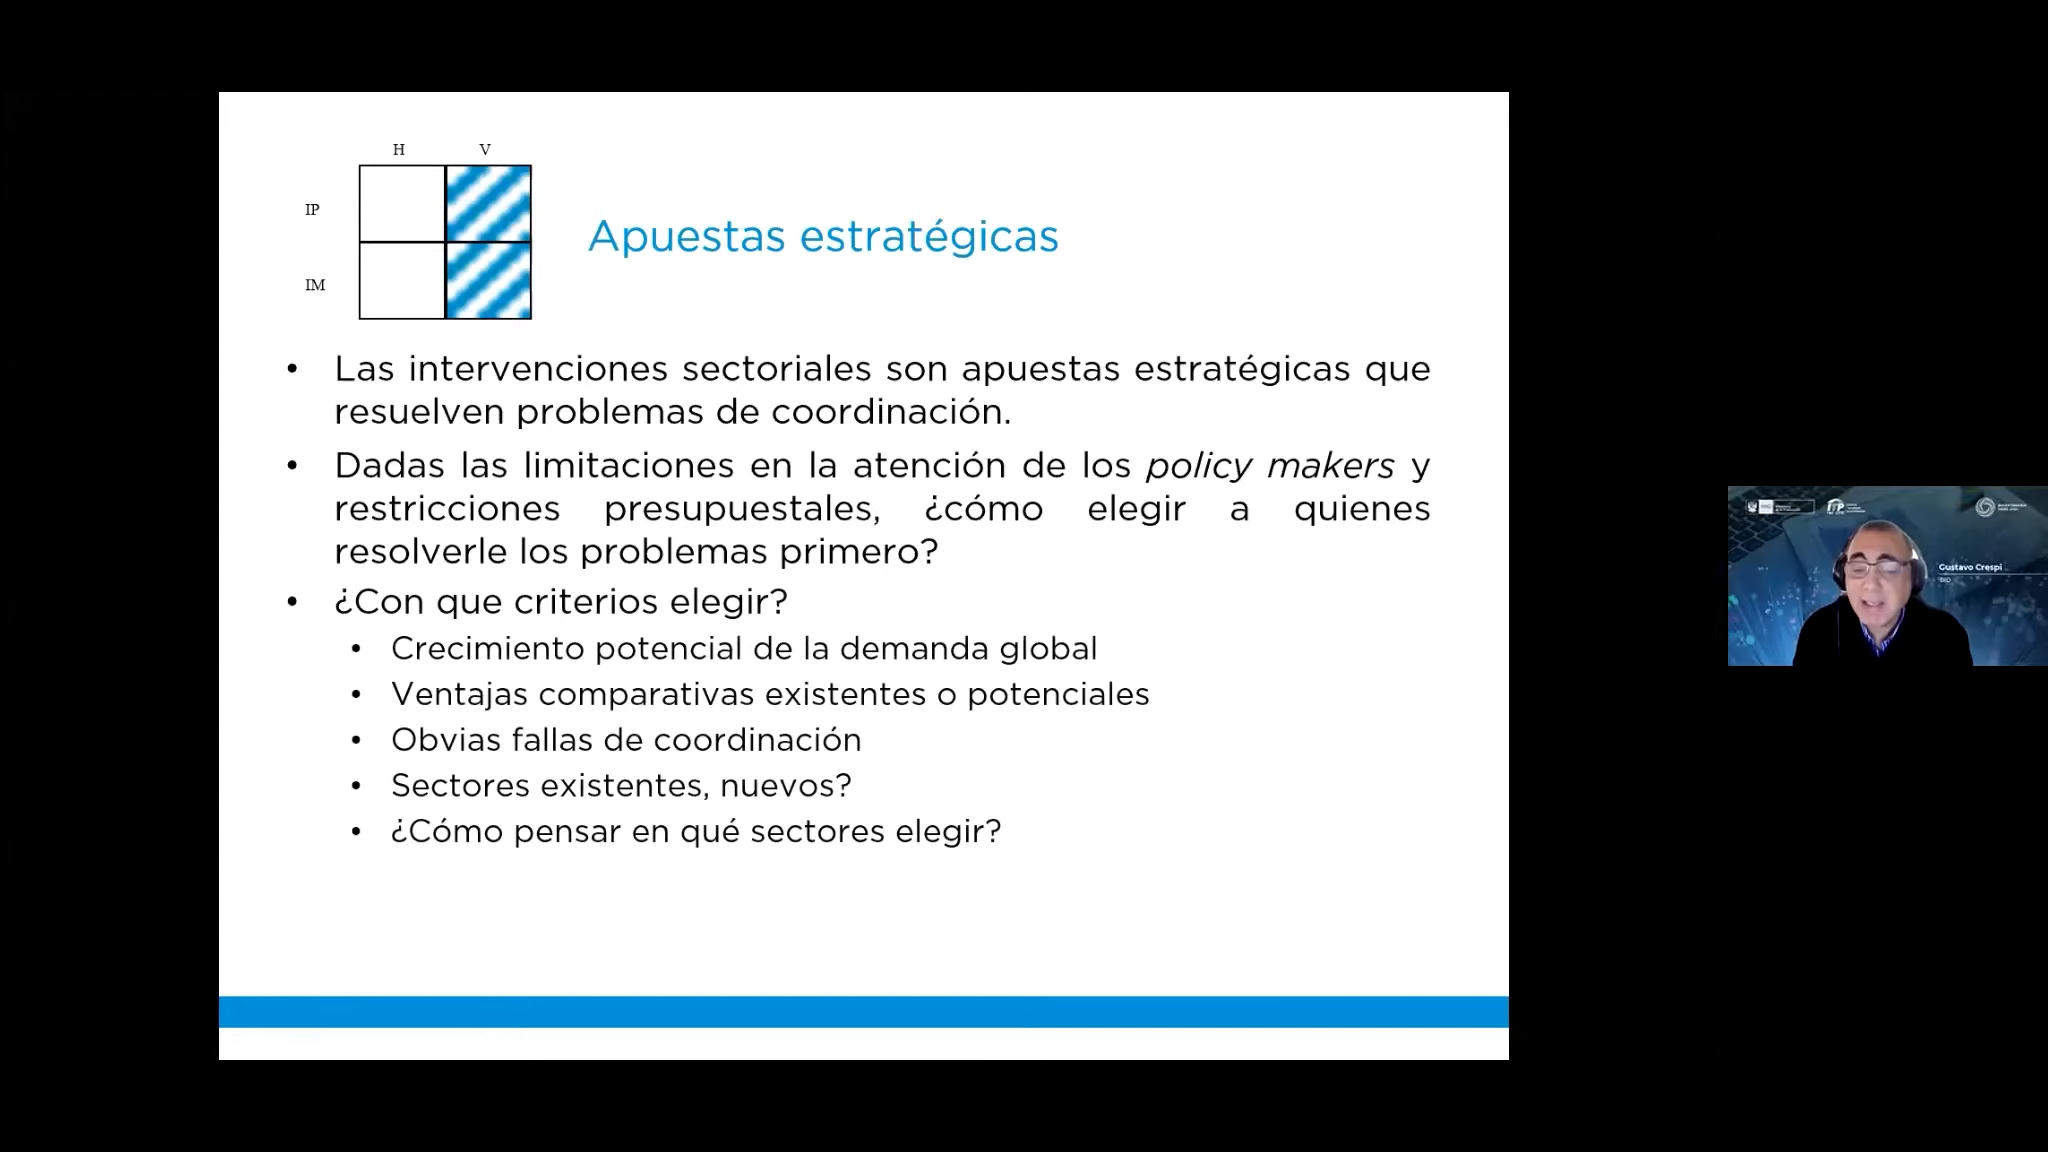 H V
IP
IM
Apuestas estratégicas
• Las intervenciones sectoriales son apuestas estratégicas que
resuelven problemas de coordinación.
• Dadas las limitaciones en la atención de los policy makers y
restricciones presupuestales, ¿cómo elegir a quienes
resolverle los problemas primero?
• ¿Con que criterios elegir?
• Crecimiento potencial de la demanda global
• Ventajas comparativas existentes o potenciales
• Obvias fallas de coordinación
• Sectores existentes, nuevos?
• ¿Cómo pensar en qué sectores elegir?
Gustavo Crespi
BID